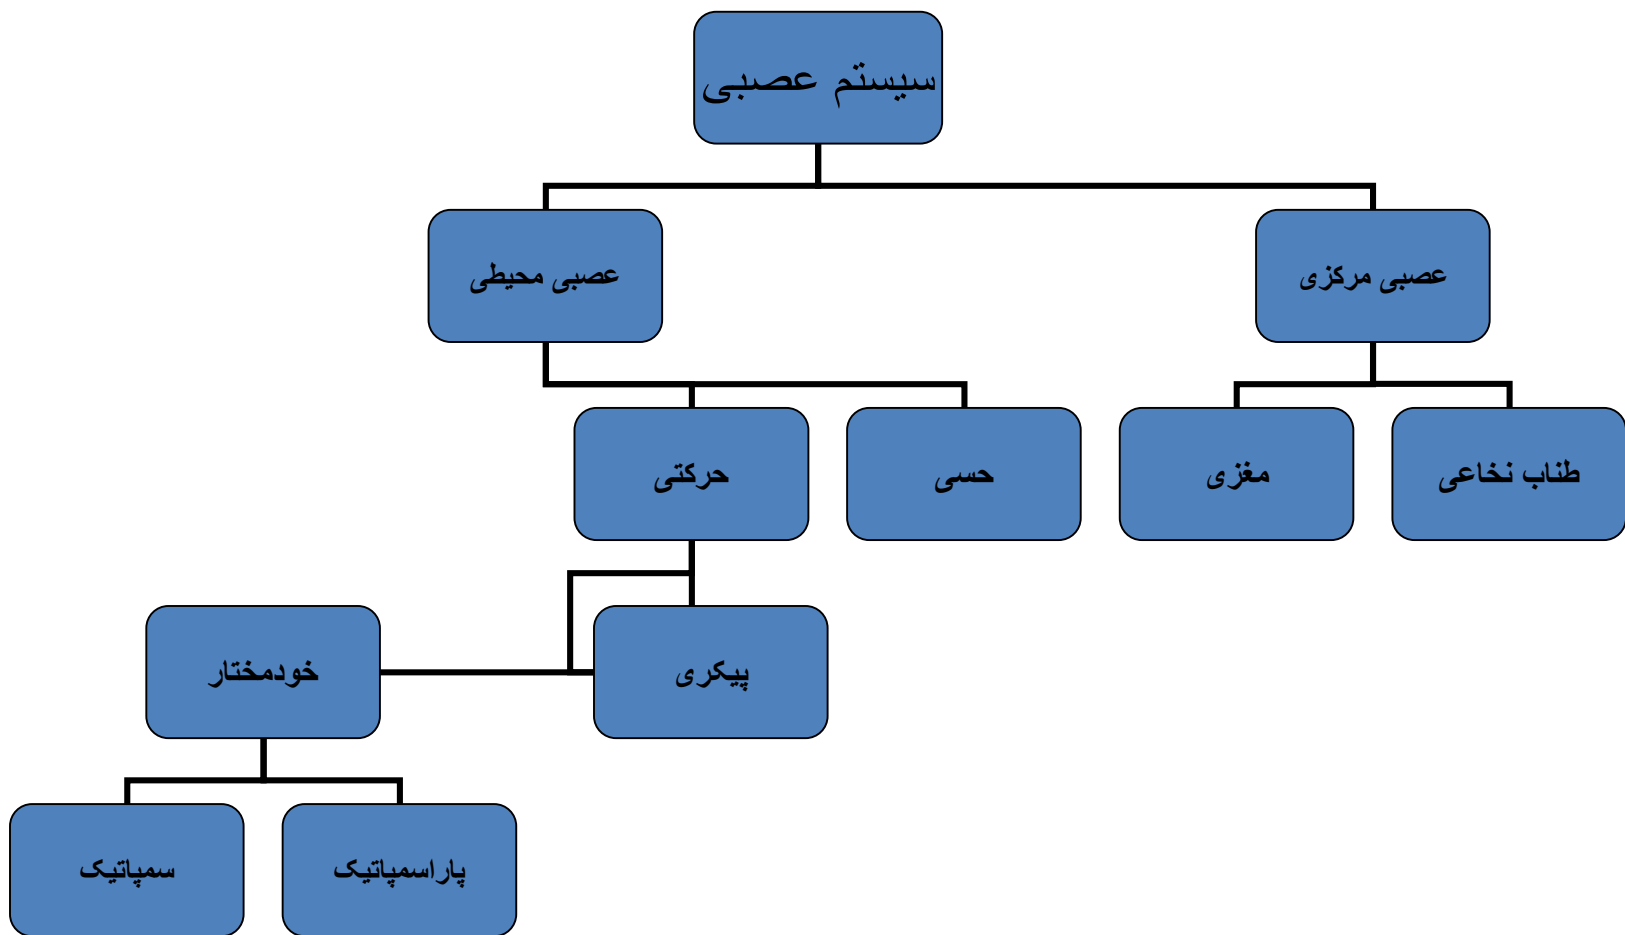 سیستم عصبی
عصبی مرکزی
عصبی محیطی
طناب نخاعی
مغزی
حسی
حرکتی
پیکری
خودمختار
پاراسمپاتیک
سمپاتیک